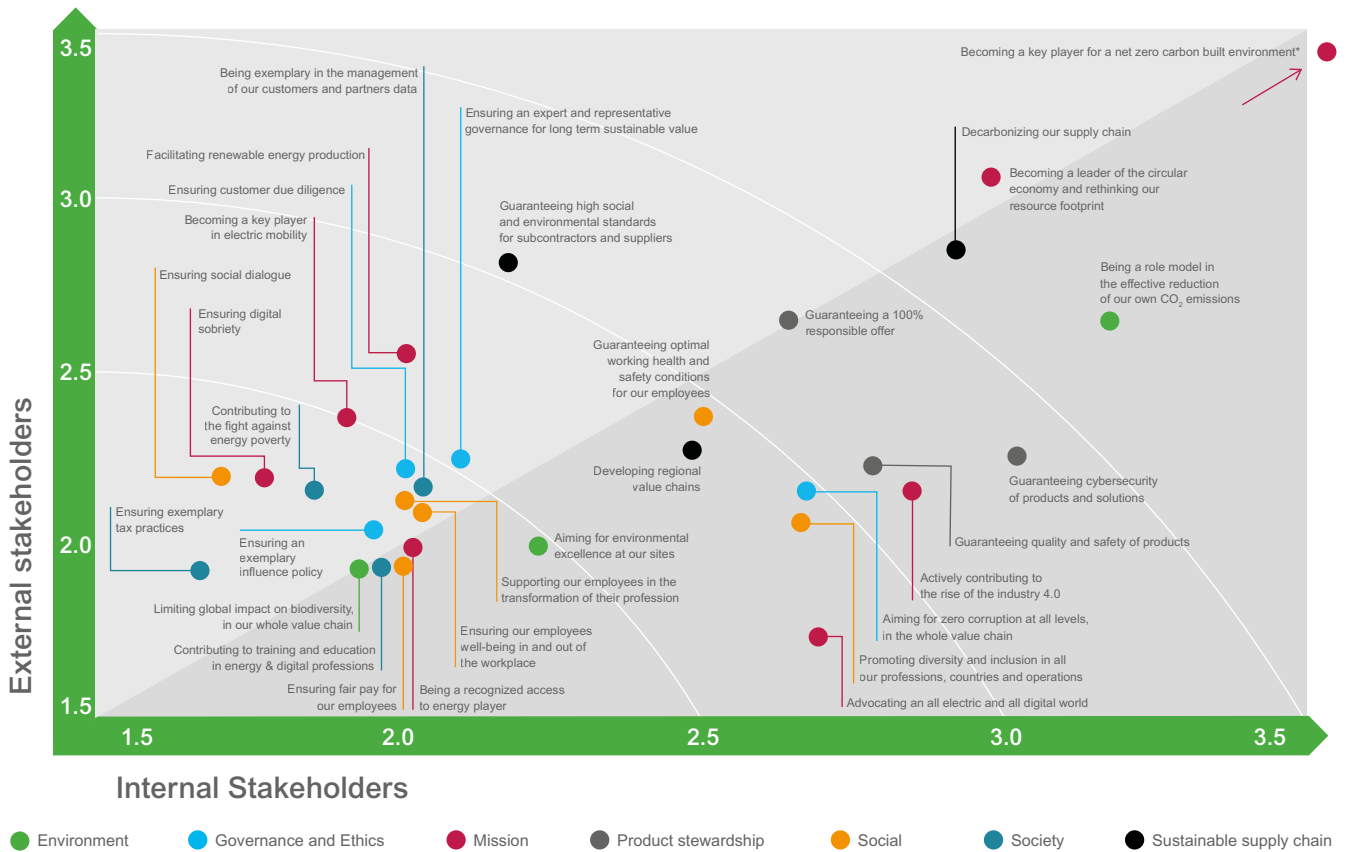 3.5
Becoming a key player for a net zero carbon built environment*
Being exemplary in the management
of our customers and partners data
Ensuring an expert and representative
governance for long term sustainable value
Decarbonizing our supply chain
Facilitating renewable energy production
Becoming a leader of the circular
economy and rethinking our
resource footprint
Ensuring customer due diligence
3.0
Guaranteeing high social
and environmental standards
for subcontractors and suppliers
Becoming a key player
in electric mobility
Ensuring social dialogue
Being a role model in
the effective reduction
of our own CO2 emissions
Ensuring digital
sobriety
Guaranteeing a 100%
responsible offer
Guaranteeing optimal
working health and
safety conditions
for our employees
2.5
Contributing to
the fight against
energy poverty
Developing regional
value chains
Guaranteeing cybersecurity
of products and solutions
Ensuring exemplary
tax practices
2.0
Ensuring an
exemplary
influence policy
Aiming for environmental
excellence at our sites
Guaranteeing quality and safety of products
Supporting our employees in the
transformation of their profession
Actively contributing to
the rise of the industry 4.0
Limiting global impact on biodiversity,
in our whole value chain
Aiming for zero corruption at all levels,
in the whole value chain
Ensuring our employees
well-being in and out of
the workplace
Contributing to training and education
in energy & digital professions
Promoting diversity and inclusion in all
our professions, countries and operations
Ensuring fair pay for
our employees
Being a recognized access
to energy player
Advocating an all electric and all digital world
1.5
External stakeholders
1.5 2.0 2.5 3.0 3.5
Internal Stakeholders
Environment Governance and Ethics Mission Product stewardship Social Society Sustainable supply chain